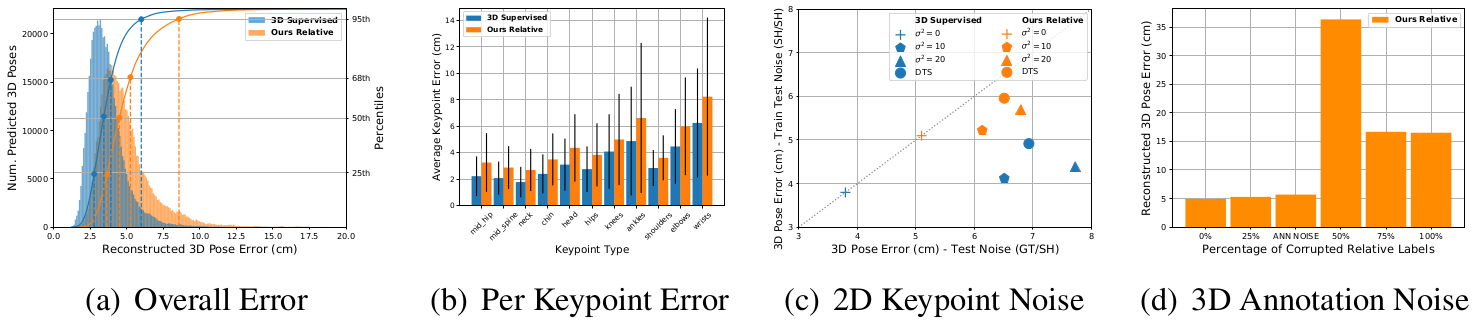 Num. Predicted 3D Poses
20000
15000
10000
5000
0
3D Supervised
Ours Relative
95th
68th
50th
25th
Percentiles
0.0 2.5 5.0 7.5 10.0 12.5 15.0 17.5 20.0
Reconstructed 3D Pose Error (cm)
(a) Overall Error
Average Keypoint Error (cm)
14
12
10
8
6
4
2
0
3D Supervised
Ours Relative
mid_hip mid_spine neck chin head hips knees ankles shoulders elbows wrists
Keypoint Type
(b) Per Keypoint Error
3D Pose Error (cm) - Train Test Noise (SH/SH)
8
7
6
5
4
3
3D Supervised
σ² = 0
σ² = 10
σ² = 20
DTS
Ours Relative
σ² = 0
σ² = 10
σ² = 20
DTS
3 4 5 6 7 8
3D Pose Error (cm) - Test Noise (GT/SH)
(c) 2D Keypoint Noise
Reconstructed 3D Pose Error (cm)
35
30
25
20
15
10
5
0
Ours Relative
0% 25% ANN NOISE 50% 75% 100%
Percentage of Corrupted Relative Labels
(d) 3D Annotation Noise